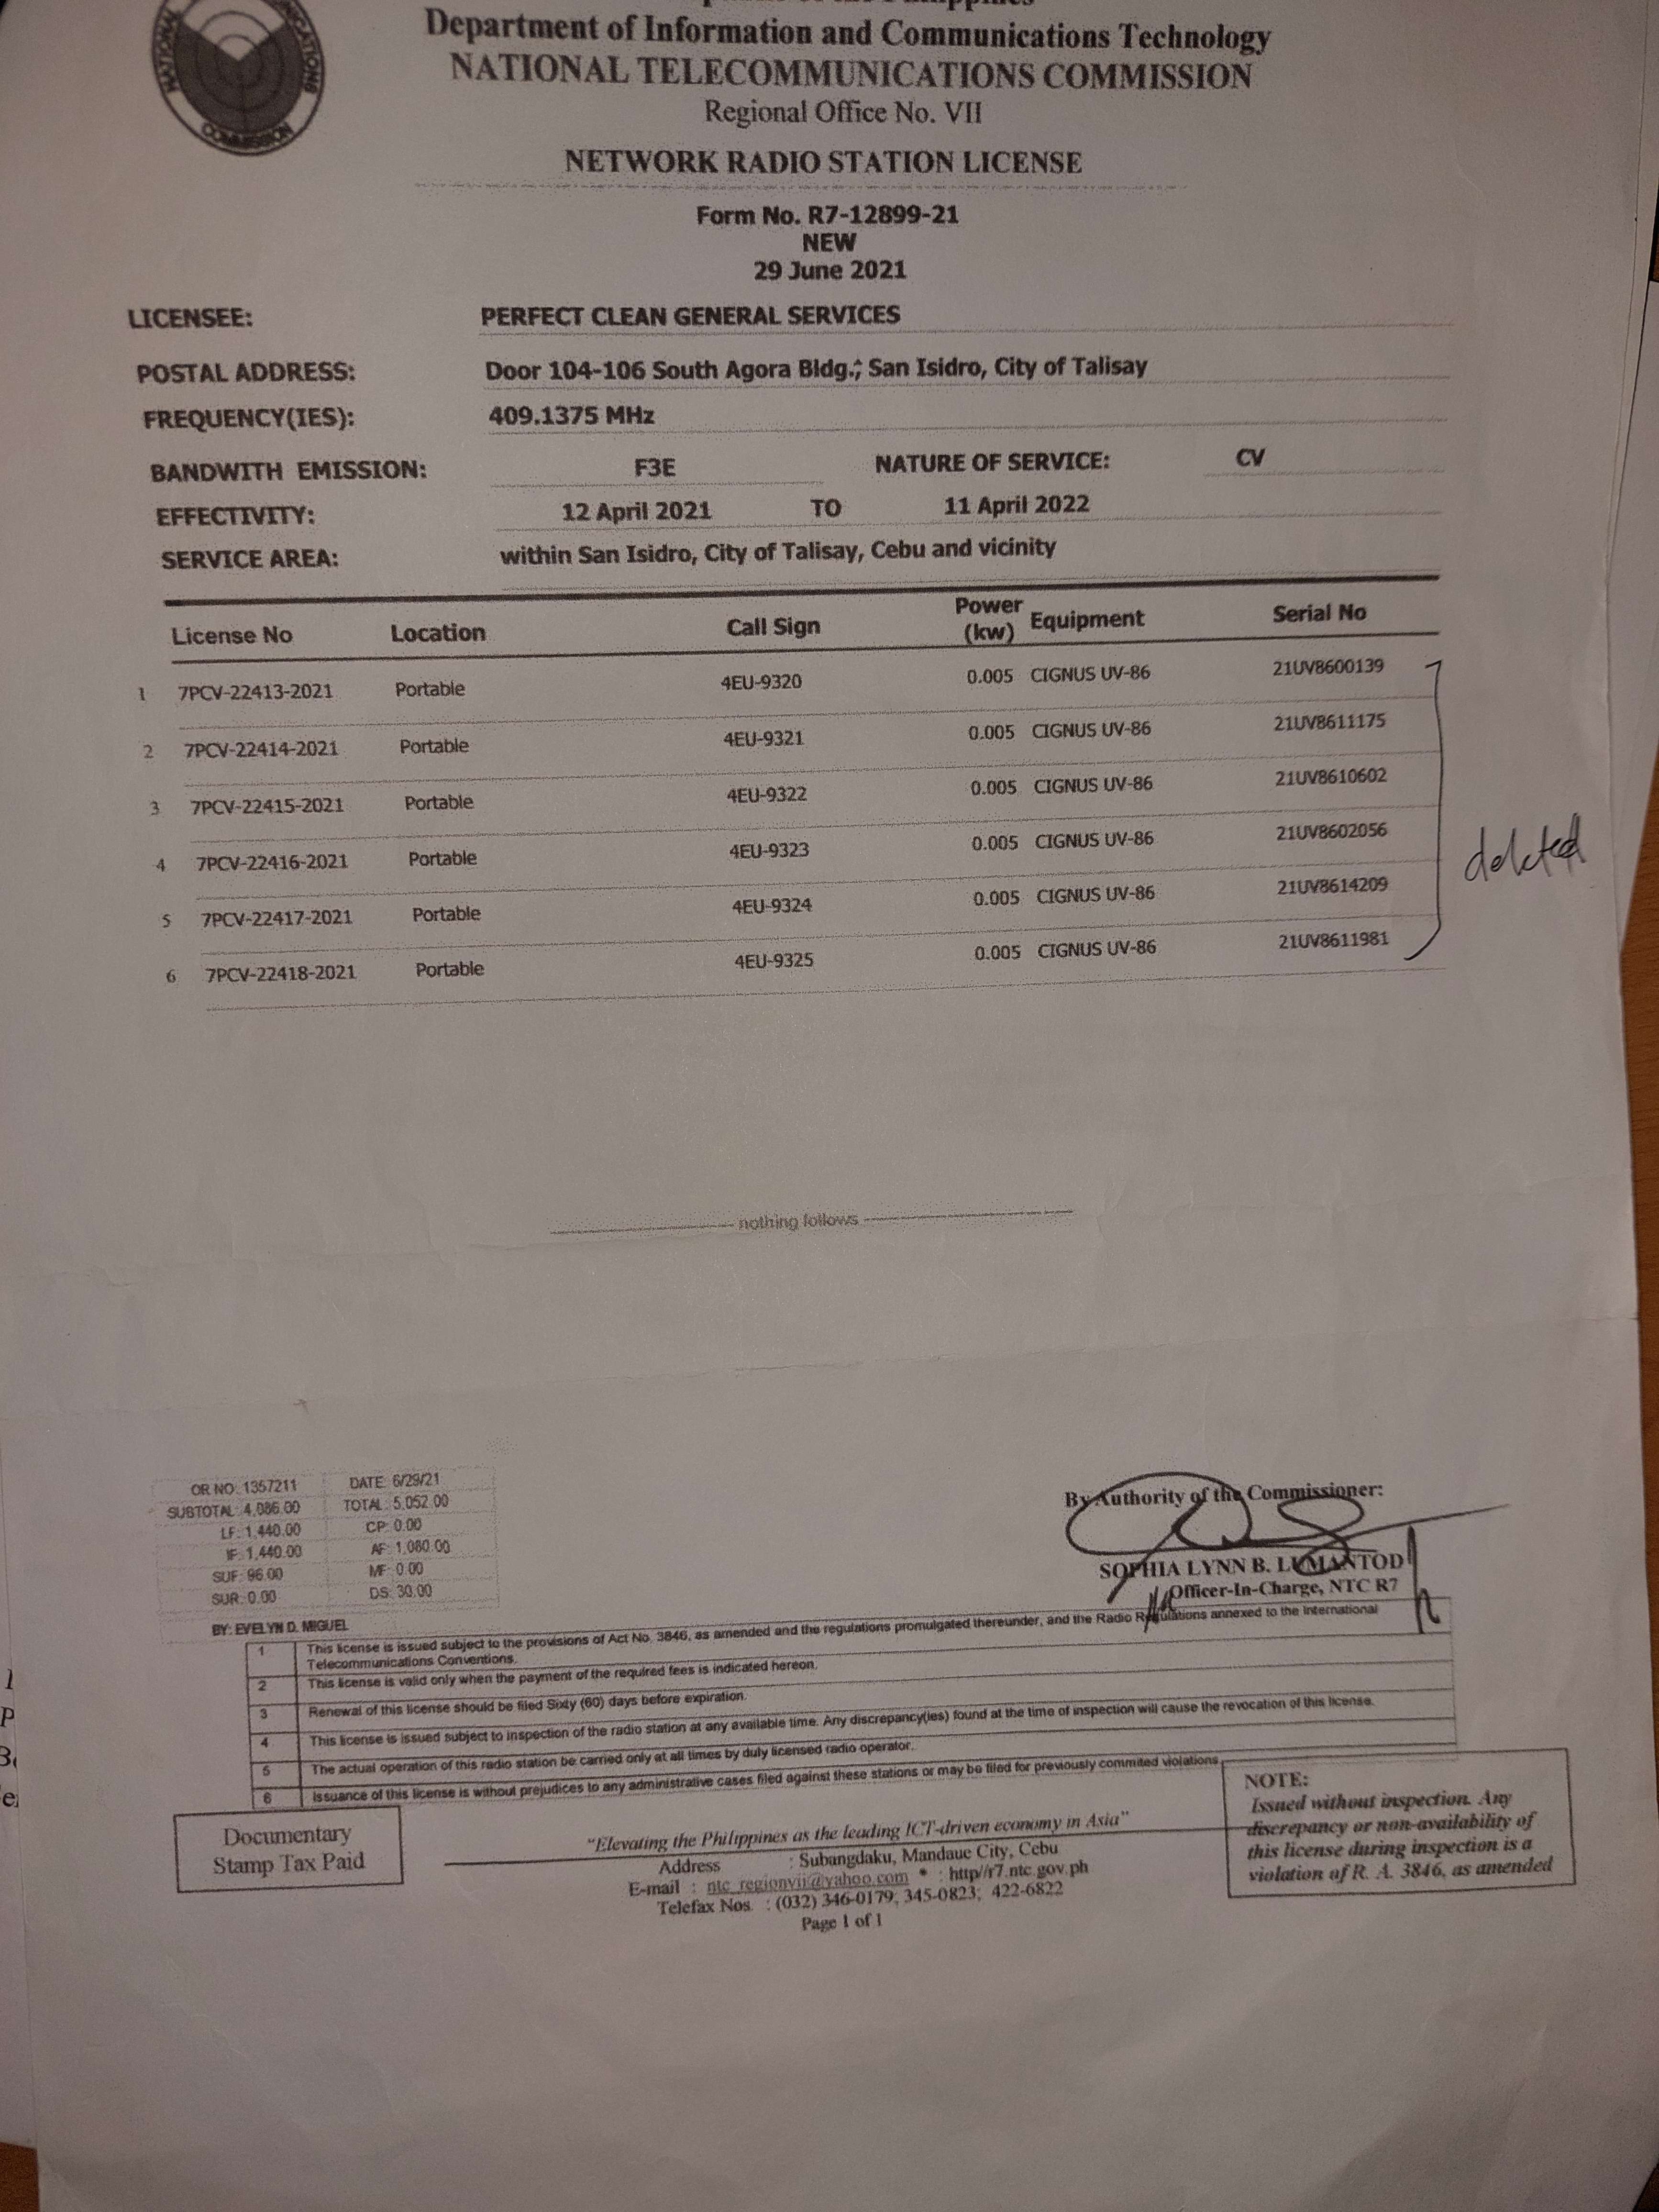 NATIONAL
COMMISSION
Department of Information and Communications Technology
NATIONAL TELECOMMUNICATIONS COMMISSION
Regional Office No. VII
NETWORK RADIO STATION LICENSE
Form No. R7-12899-21
NEW
29 June 2021
LICENSEE: PERFECT CLEAN GENERAL SERVICES
POSTAL ADDRESS: Door 104-106 South Agora Bldg.; San Isidro, City of Talisay
FREQUENCY(IES): 409.1375 MHz
BANDWITH EMISSION: F3E NATURE OF SERVICE: CV
EFFECTIVITY: 12 April 2021 TO 11 April 2022
SERVICE AREA: within San Isidro, City of Talisay, Cebu and vicinity
License No Location Call Sign Power (kw) Equipment Serial No
1 7PCV-22413-2021 Portable 4EU-9320 0.005 CIGNUS UV-86 21UV8600139
2 7PCV-22414-2021 Portable 4EU-9321 0.005 CIGNUS UV-86 21UV8611175
3 7PCV-22415-2021 Portable 4EU-9322 0.005 CIGNUS UV-86 21UV8610602
4 7PCV-22416-2021 Portable 4EU-9323 0.005 CIGNUS UV-86 21UV8602056
5 7PCV-22417-2021 Portable 4EU-9324 0.005 CIGNUS UV-86 21UV8614209
6 7PCV-22418-2021 Portable 4EU-9325 0.005 CIGNUS UV-86 21UV8611981
deleted
nothing follows
OR NO: 1357211 DATE: 6/29/21
SUBTOTAL: 4,086.00 TOTAL: 5,052.00
LF: 1,440.00 CP: 0.00
IF: 1,440.00 AF: 1,080.00
SUF: 96.00 MF: 0.00
SUR: 0.00 DS: 30.00
BY: EVELYN D. MIGUEL
By Authority of the Commissioner:
SOPHIA LYNN B. LUMANTOD
Officer-In-Charge, NTC R7
1 This license is issued subject to the provisions of Act No. 3846, as amended and the regulations promulgated thereunder, and the Radio Regulations annexed to the International
Telecommunications Conventions.
2 This license is valid only when the payment of the required fees is indicated hereon.
3 Renewal of this license should be filed Sixty (60) days before expiration.
4 This license is issued subject to inspection of the radio station at any available time. Any discrepancy(ies) found at the time of inspection will cause the revocation of this license.
5 The actual operation of this radio station be carried only at all times by duly licensed radio operator.
6 Issuance of this license is without prejudices to any administrative cases filed against these stations or may be filed for previously commited violations.
Documentary
Stamp Tax Paid
"Elevating the Philippines as the leading ICT-driven economy in Asia"
Address : Subangdaku, Mandaue City, Cebu
E-mail : ntc_regionvii@yahoo.com * : http//r7.ntc.gov.ph
Telefax Nos. : (032) 346-0179; 345-0823; 422-6822
Page 1 of 1
NOTE:
Issued without inspection. Any
discrepancy or non-availability of
this license during inspection is a
violation of R. A. 3846, as amended